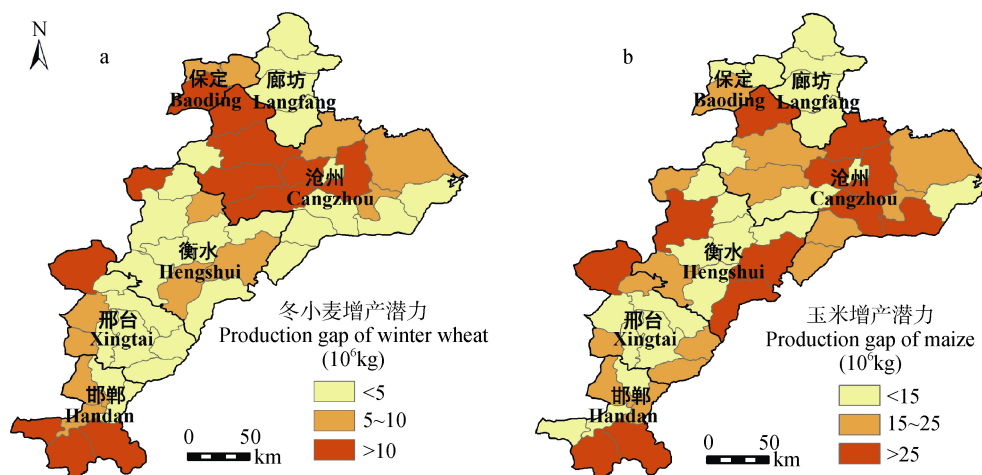 N
a
保定
Baoding
廊坊
Langfang
沧州
Cangzhou
衡水
Hengshui
邢台
Xingtai
邯郸
Handan
冬小麦增产潜力
Production gap of winter wheat
(10⁶kg)
<5
5~10
>10
0 50
km
b
保定
Baoding
廊坊
Langfang
沧州
Cangzhou
衡水
Hengshui
邢台
Xingtai
邯郸
Handan
玉米增产潜力
Production gap of maize
(10⁶kg)
<15
15~25
>25
0 50
km